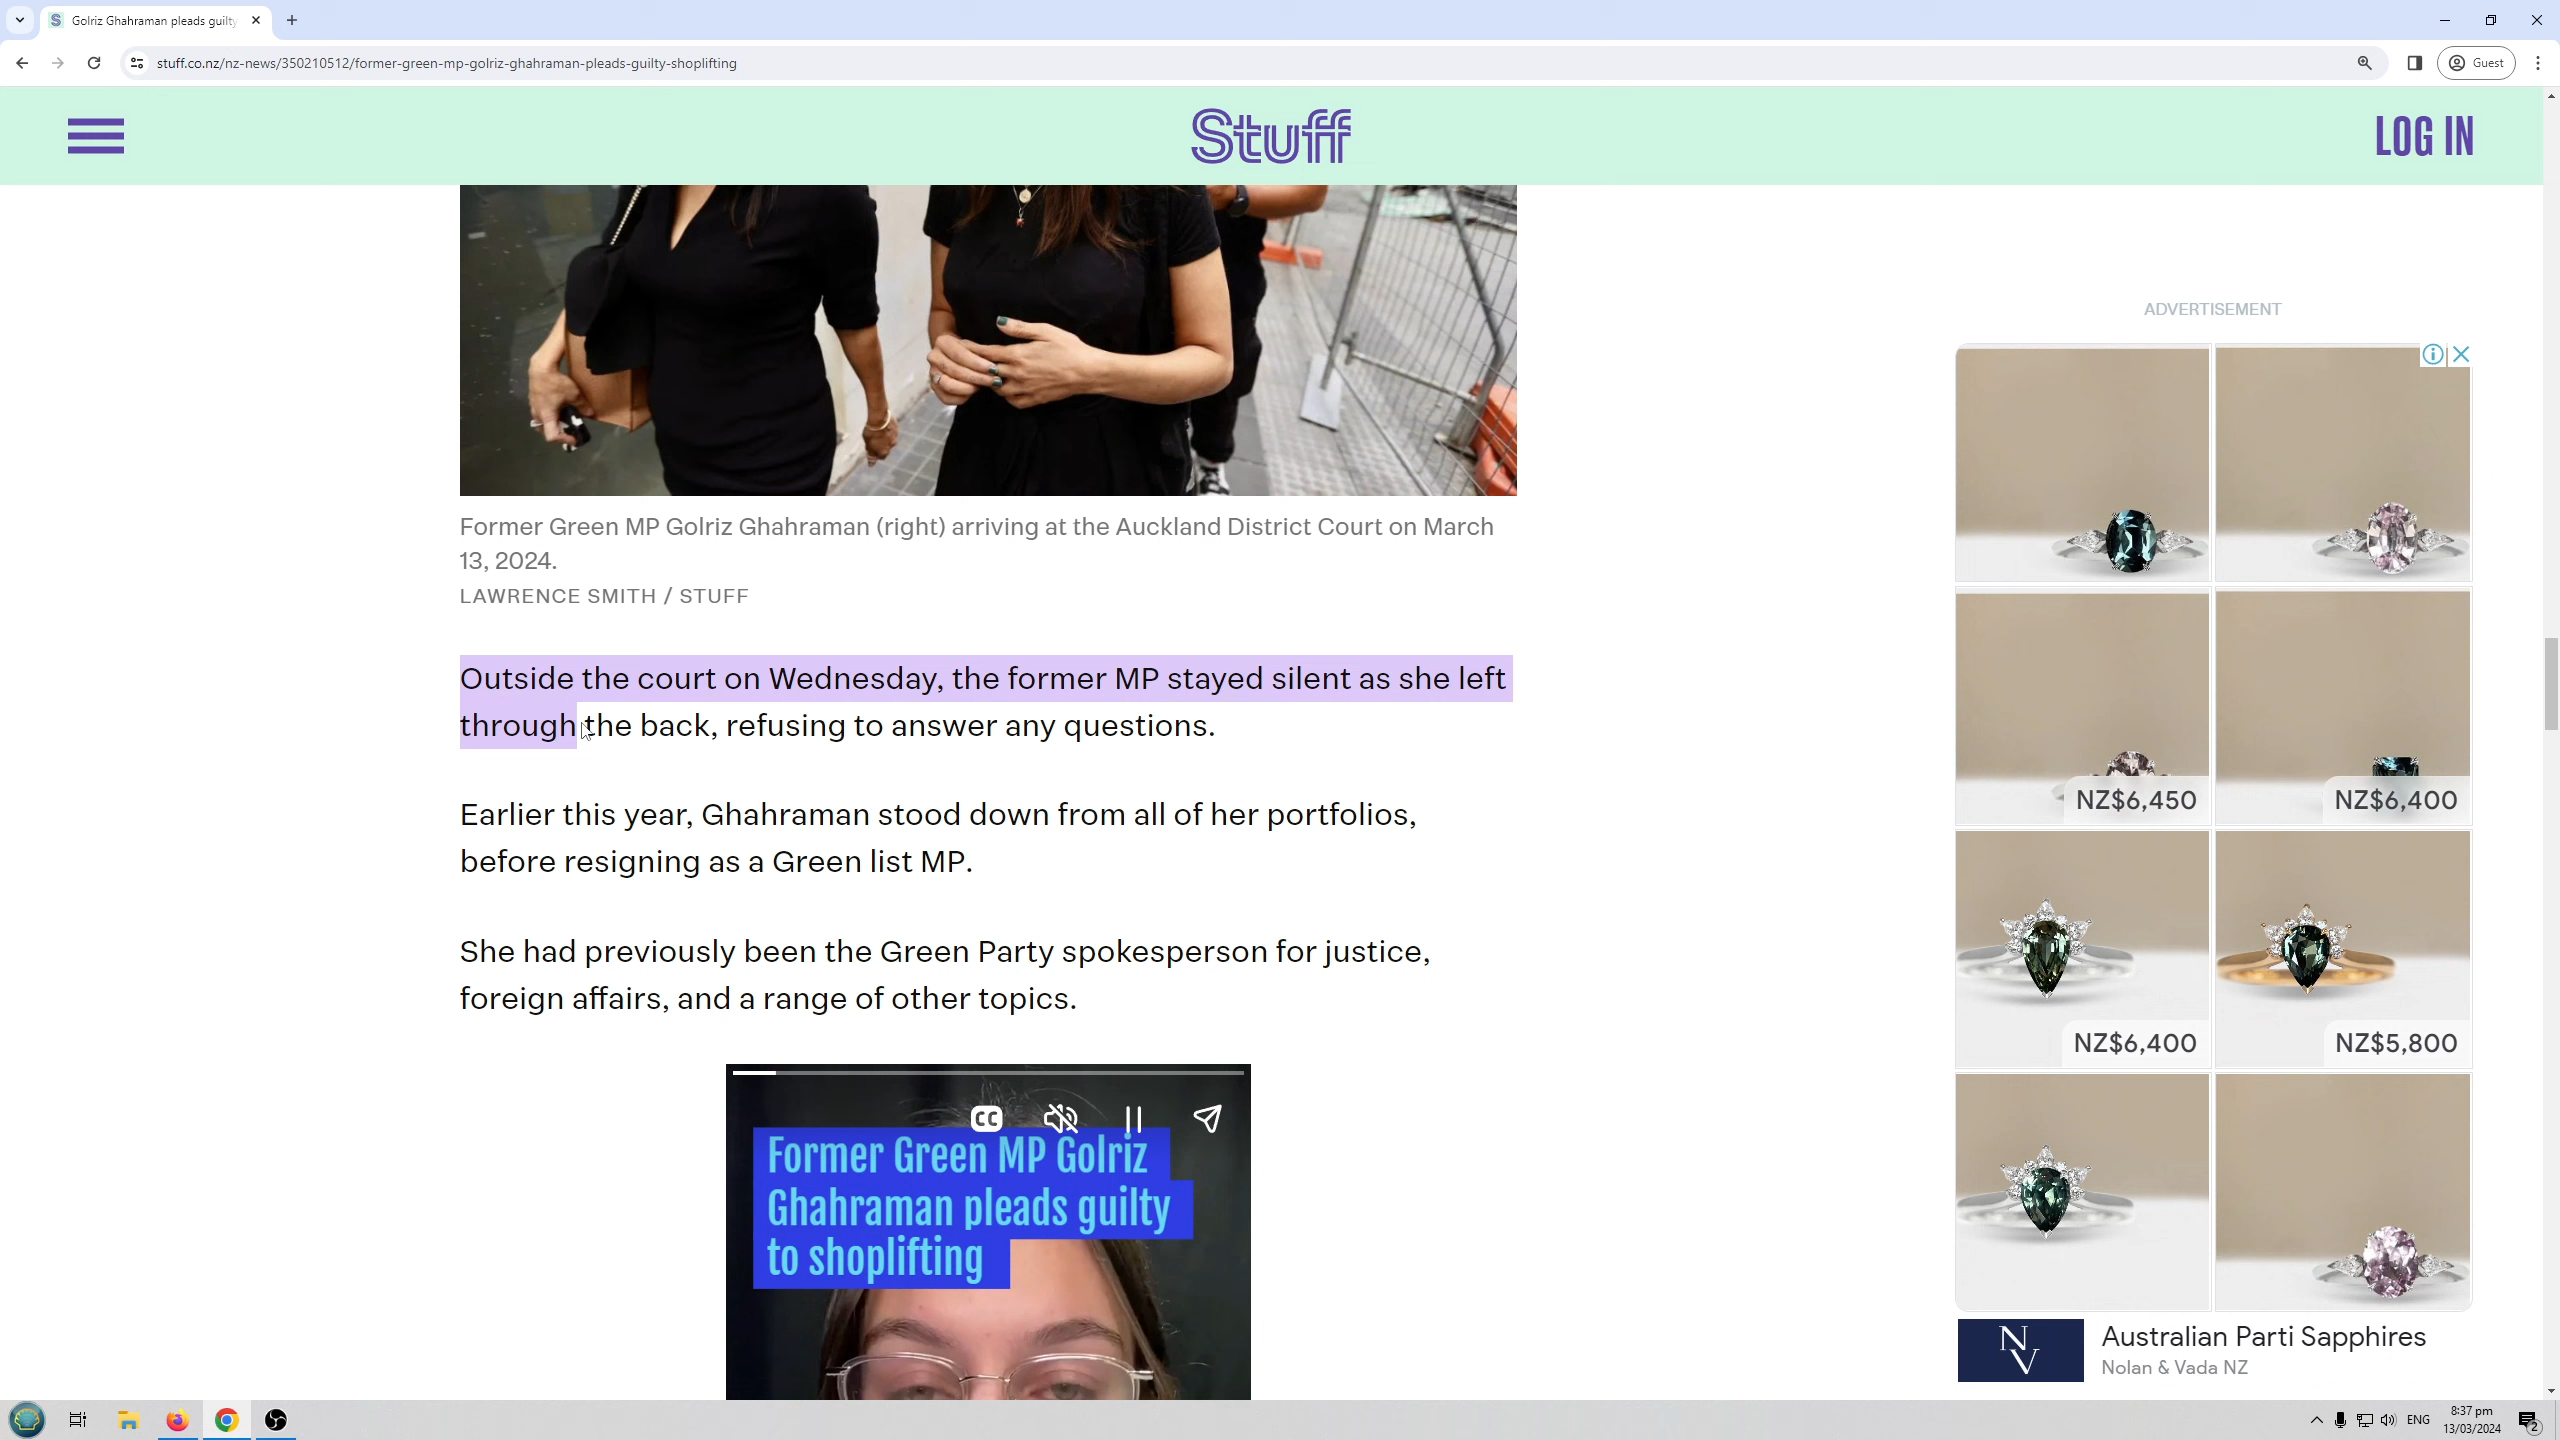 Golriz Ghahraman pleads guilty
stuff.co.nz/nz-news/350210512/former-green-mp-golriz-ghahraman-pleads-guilty-shoplifting
Guest
Stuff
LOG IN
Former Green MP Golriz Ghahraman (right) arriving at the Auckland District Court on March
13, 2024.
LAWRENCE SMITH / STUFF
Outside the court on Wednesday, the former MP stayed silent as she left
through the back, refusing to answer any questions.
Earlier this year, Ghahraman stood down from all of her portfolios,
before resigning as a Green list MP.
She had previously been the Green Party spokesperson for justice,
foreign affairs, and a range of other topics.
CC
Former Green MP Golriz
Ghahraman pleads guilty
to shoplifting
ADVERTISEMENT
NZ$6,450
NZ$6,400
NZ$6,400
NZ$5,800
NV
Australian Parti Sapphires
Nolan & Vada NZ
ENG
8:37 pm
13/03/2024
2